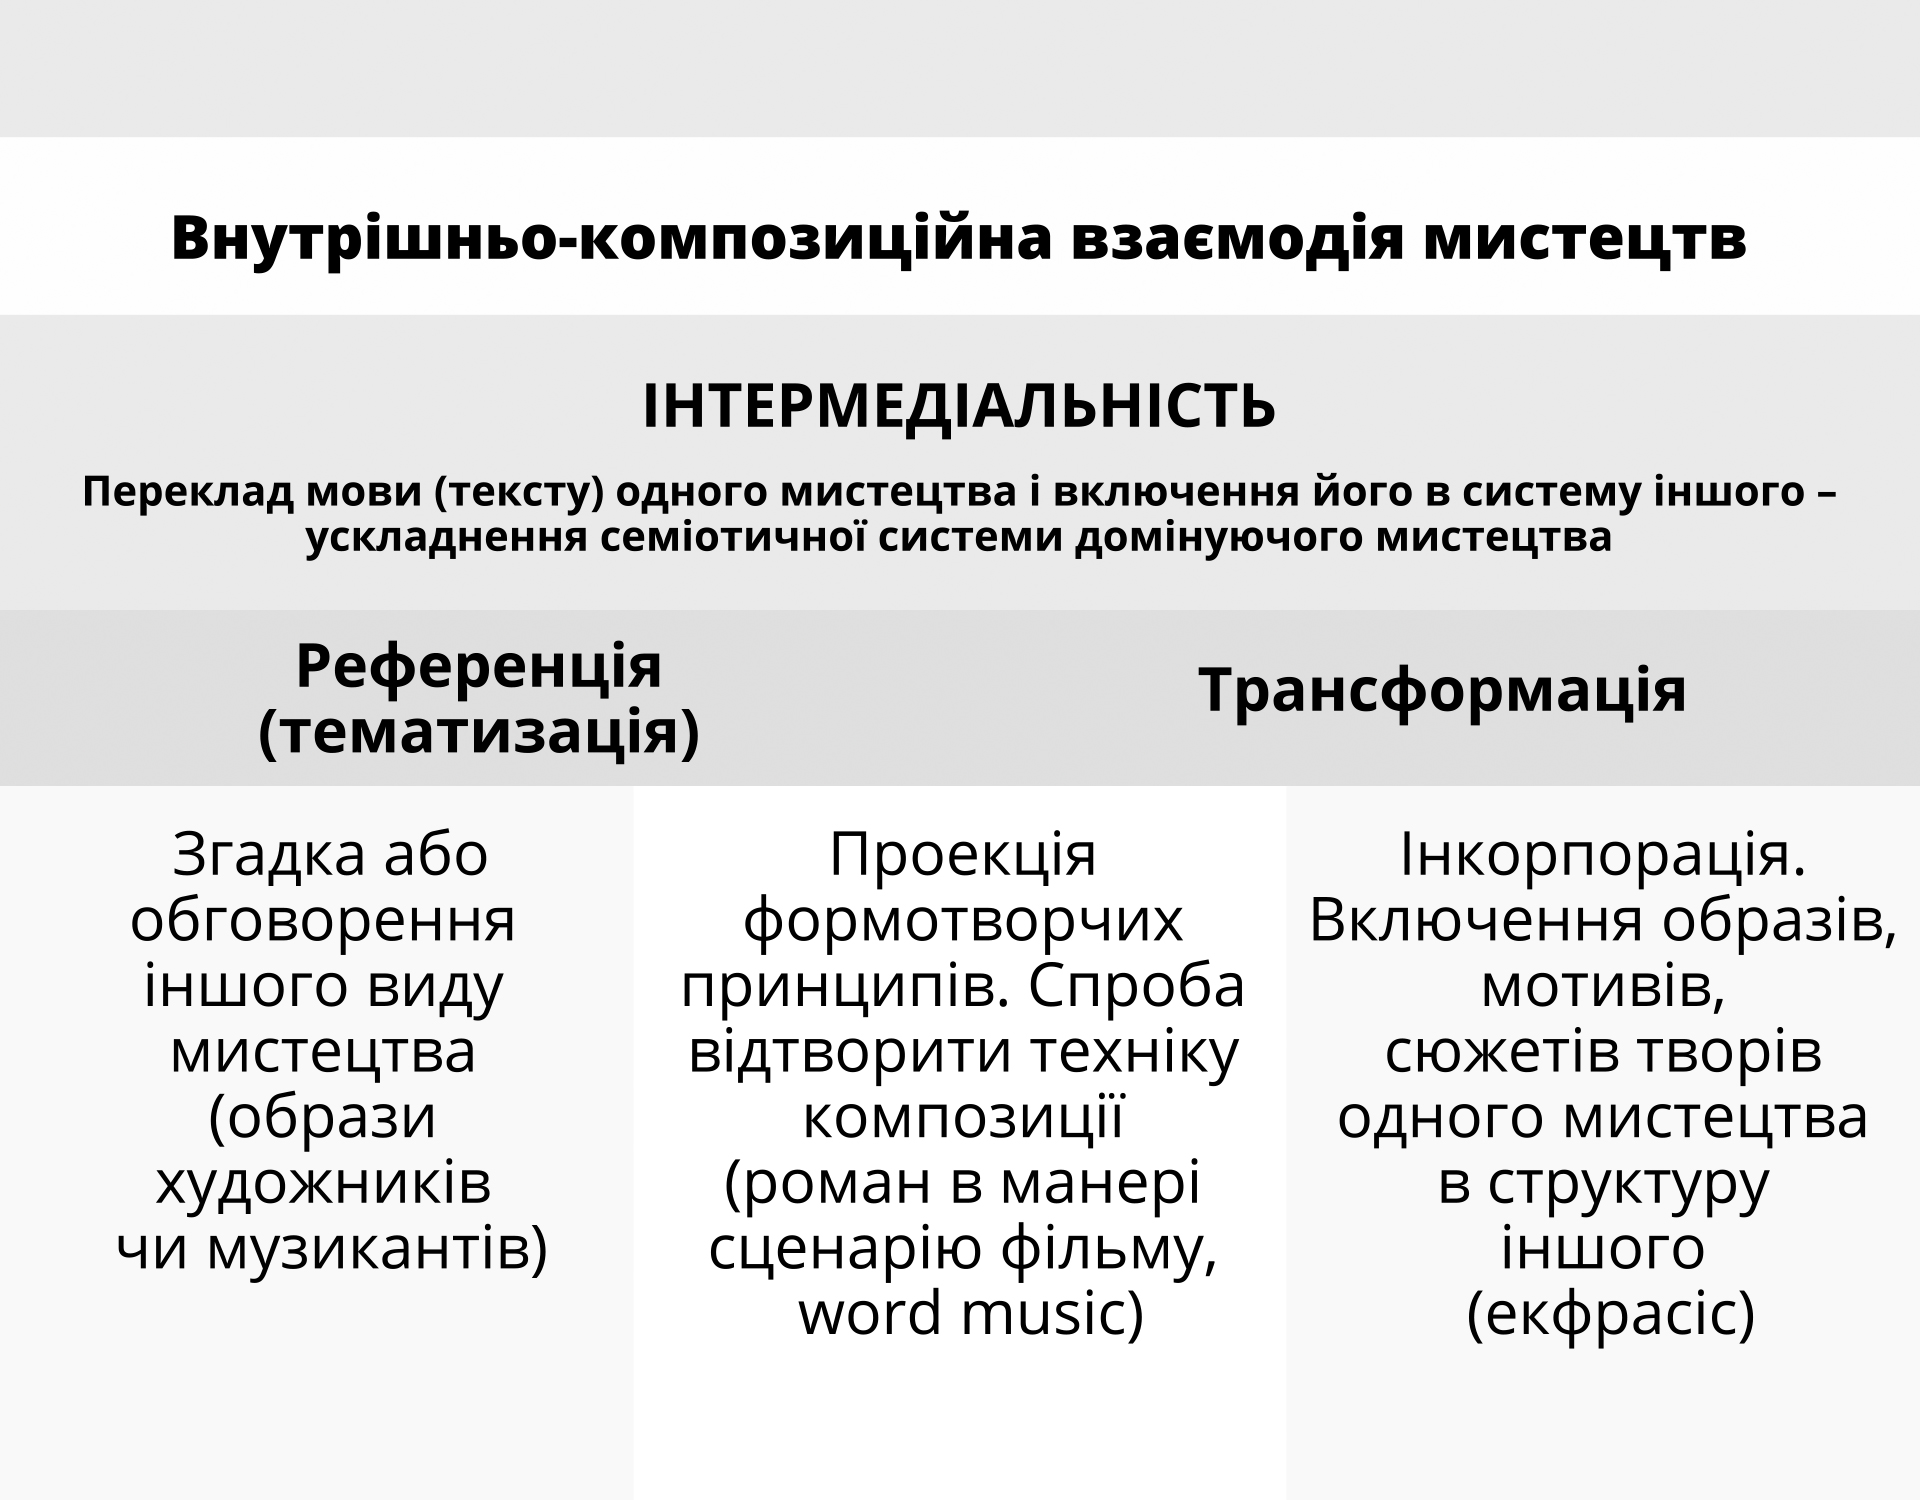 Внутрішньо-композиційна взаємодія мистецтв
ІНТЕРМЕДІАЛЬНІСТЬ
Переклад мови (тексту) одного мистецтва і включення його в систему іншого –
ускладнення семіотичної системи домінуючого мистецтва
Референція
(тематизація)
Трансформація
Згадка або
обговорення
іншого виду
мистецтва
(образи
художників
чи музикантів)
Проекція
формотворчих
принципів. Спроба
відтворити техніку
композиції
(роман в манері
сценарію фільму,
word music)
Інкорпорація.
Включення образів,
мотивів,
сюжетів творів
одного мистецтва
в структуру
іншого
(екфрасіс)